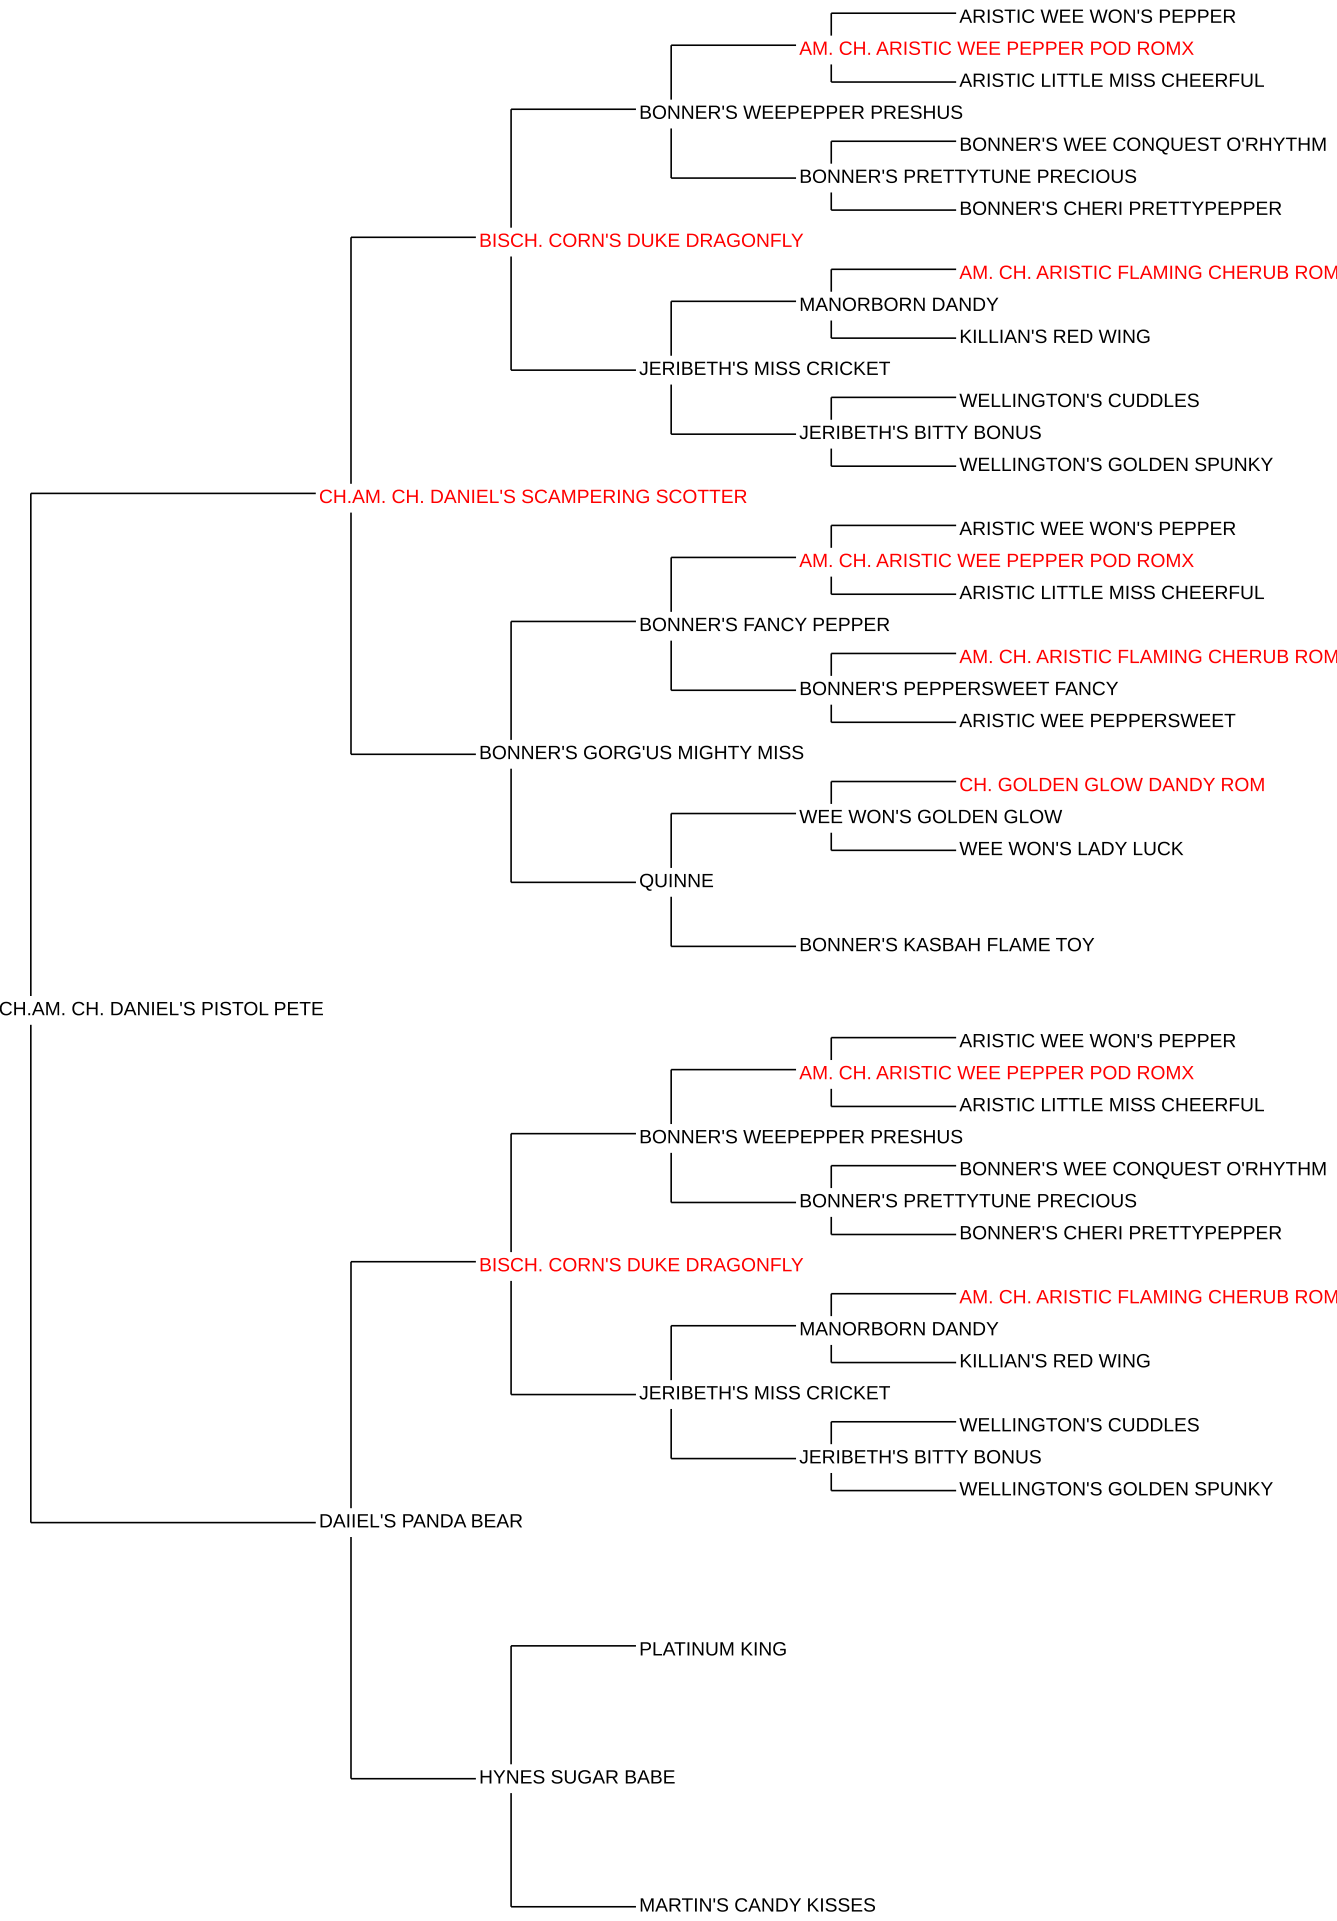 ARISTIC WEE WON'S PEPPER
AM. CH. ARISTIC WEE PEPPER POD ROMX
ARISTIC LITTLE MISS CHEERFUL
BONNER'S WEEPEPPER PRESHUS
BONNER'S WEE CONQUEST O'RHYTHM
BONNER'S PRETTYTUNE PRECIOUS
BONNER'S CHERI PRETTYPEPPER
BISCH. CORN'S DUKE DRAGONFLY
AM. CH. ARISTIC FLAMING CHERUB ROM
MANORBORN DANDY
KILLIAN'S RED WING
JERIBETH'S MISS CRICKET
WELLINGTON'S CUDDLES
JERIBETH'S BITTY BONUS
WELLINGTON'S GOLDEN SPUNKY
CH.AM. CH. DANIEL'S SCAMPERING SCOTTER
ARISTIC WEE WON'S PEPPER
AM. CH. ARISTIC WEE PEPPER POD ROMX
ARISTIC LITTLE MISS CHEERFUL
BONNER'S FANCY PEPPER
AM. CH. ARISTIC FLAMING CHERUB ROM
BONNER'S PEPPERSWEET FANCY
ARISTIC WEE PEPPERSWEET
BONNER'S GORG'US MIGHTY MISS
CH. GOLDEN GLOW DANDY ROM
WEE WON'S GOLDEN GLOW
WEE WON'S LADY LUCK
QUINNE
BONNER'S KASBAH FLAME TOY
CH.AM. CH. DANIEL'S PISTOL PETE
ARISTIC WEE WON'S PEPPER
AM. CH. ARISTIC WEE PEPPER POD ROMX
ARISTIC LITTLE MISS CHEERFUL
BONNER'S WEEPEPPER PRESHUS
BONNER'S WEE CONQUEST O'RHYTHM
BONNER'S PRETTYTUNE PRECIOUS
BONNER'S CHERI PRETTYPEPPER
BISCH. CORN'S DUKE DRAGONFLY
AM. CH. ARISTIC FLAMING CHERUB ROM
MANORBORN DANDY
KILLIAN'S RED WING
JERIBETH'S MISS CRICKET
WELLINGTON'S CUDDLES
JERIBETH'S BITTY BONUS
WELLINGTON'S GOLDEN SPUNKY
DAIIEL'S PANDA BEAR
PLATINUM KING
HYNES SUGAR BABE
MARTIN'S CANDY KISSES